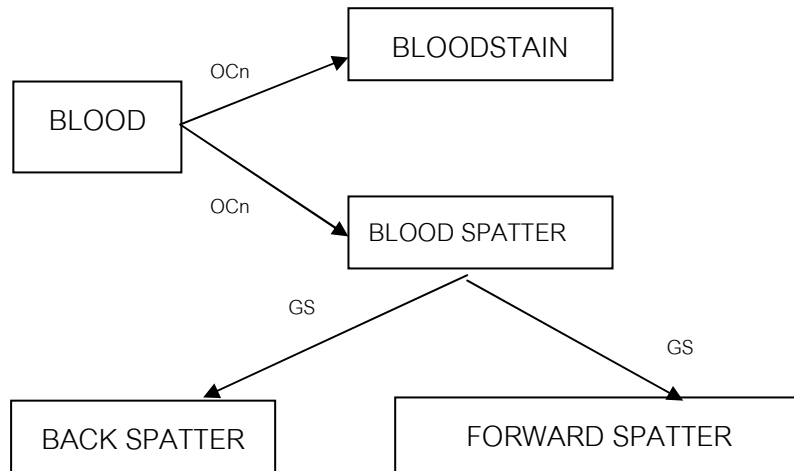 BLOODSTAIN
OCn
BLOOD
OCn
BLOOD SPATTER
GS
GS
BACK SPATTER
FORWARD SPATTER